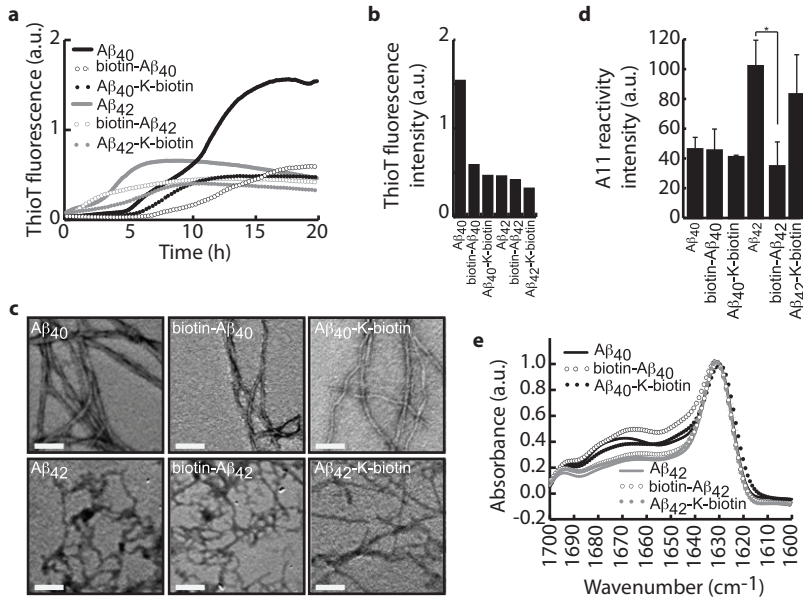 a
ThioT fluorescence (a.u.)
2
1
0
0
5
10
15
20
Time (h)
Aβ40
biotin-Aβ40
Aβ40-K-biotin
Aβ42
biotin-Aβ42
Aβ42-K-biotin
b
ThioT fluorescence
intensity (a.u.)
2
1
0
Aβ40
biotin-Aβ40
Aβ40-K-biotin
Aβ42
biotin-Aβ42
Aβ42-K-biotin
d
A11 reactivity
intensity (a.u.)
120
100
80
60
40
20
0
*
Aβ40
biotin-Aβ40
Aβ40-K-biotin
Aβ42
biotin-Aβ42
Aβ42-K-biotin
c
Aβ40
biotin-Aβ40
Aβ40-K-biotin
Aβ42
biotin-Aβ42
Aβ42-K-biotin
e
Absorbance (a.u.)
1.0
0.8
0.6
0.4
0.2
0.0
-0.2
Aβ40
biotin-Aβ40
Aβ40-K-biotin
Aβ42
biotin-Aβ42
Aβ42-K-biotin
1700
1690
1680
1670
1660
1650
1640
1630
1620
1610
1600
Wavenumber (cm-1)